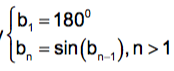 b₁ = 180⁰
bₙ = sin(bₙ₋₁), n > 1